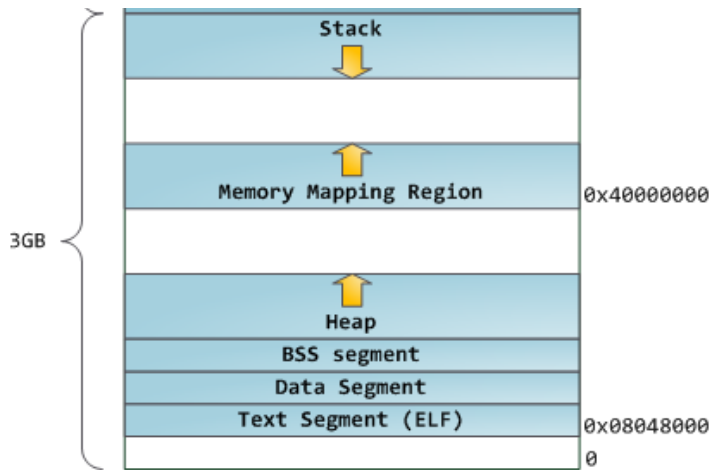 Stack
Memory Mapping Region
0x40000000
3GB
Heap
BSS segment
Data Segment
Text Segment (ELF)
0x08048000
0